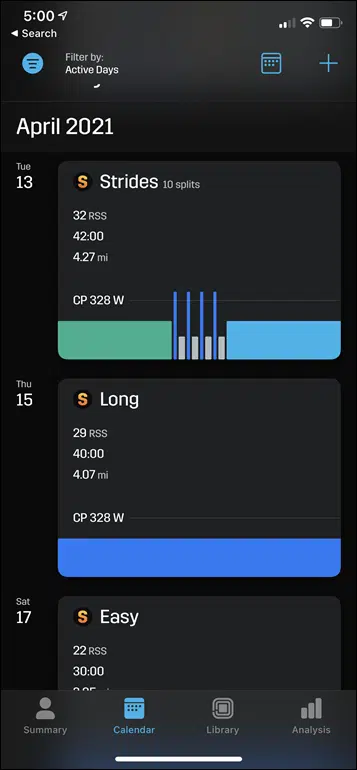 5:00
Search
Filter by:
Active Days
April 2021
Tue
13
S Strides 10 splits
32 RSS
42:00
4.27 mi
CP 328 W
Thu
15
S Long
29 RSS
40:00
4.07 mi
CP 328 W
Sat
17
S Easy
22 RSS
30:00
Summary Calendar Library Analysis